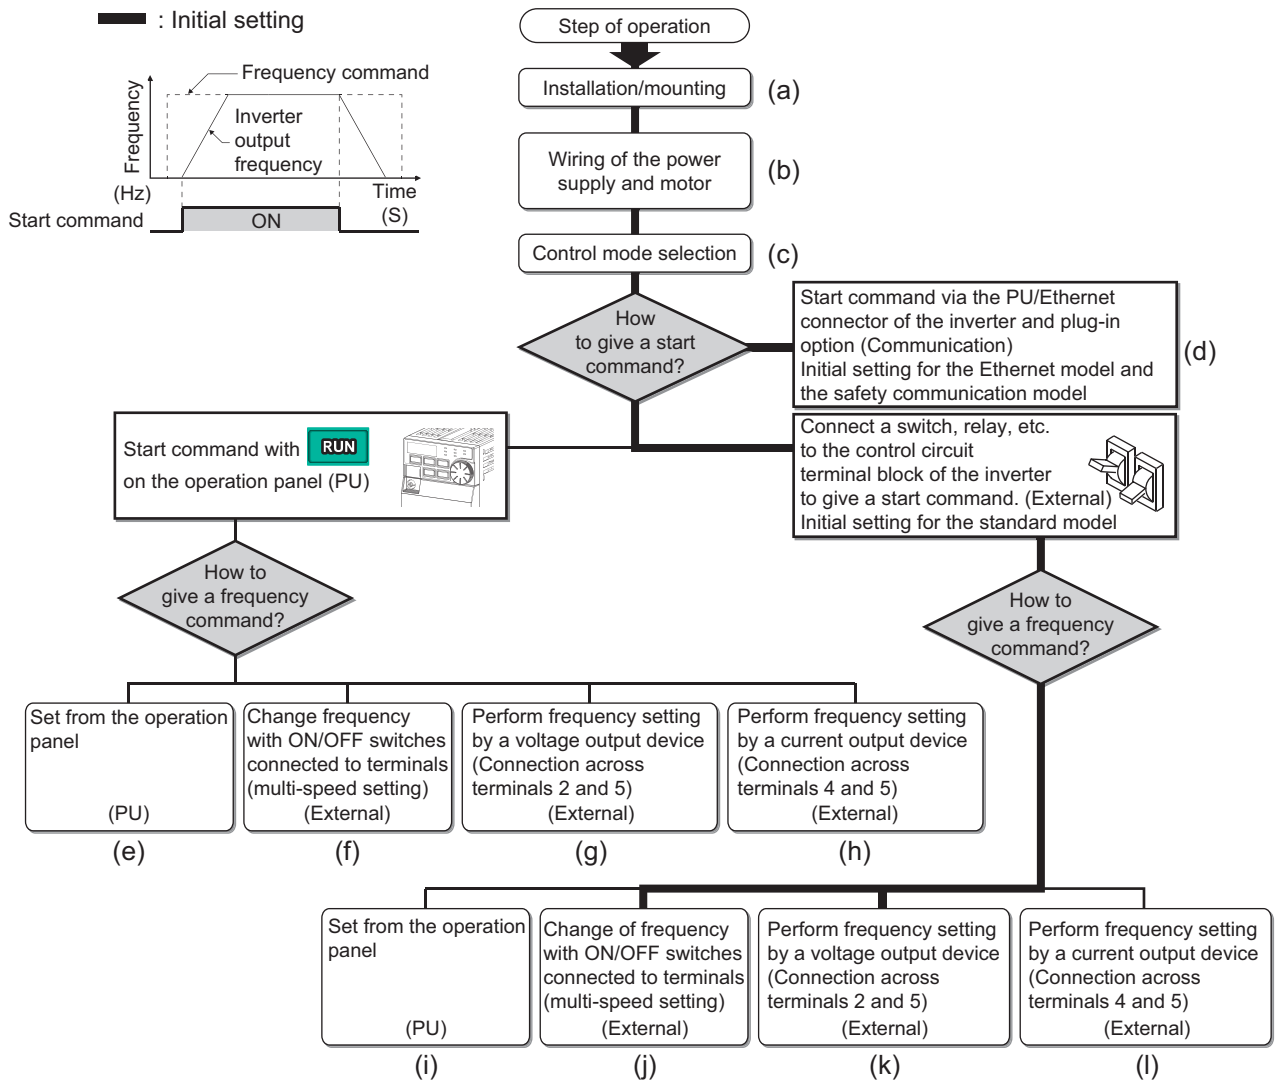 : Initial setting
Step of operation
Frequency command
Installation/mounting
(a)
Frequency
Inverter
output
frequency
(Hz)
Time
(S)
Start command
ON
Wiring of the power
supply and motor
(b)
Control mode selection
(c)
How
to give a start
command?
Start command via the PU/Ethernet
connector of the inverter and plug-in
option (Communication)
Initial setting for the Ethernet model and
the safety communication model
(d)
Start command with RUN
on the operation panel (PU)
Connect a switch, relay, etc.
to the control circuit
terminal block of the inverter
to give a start command. (External)
Initial setting for the standard model
How to
give a frequency
command?
How to
give a frequency
command?
Set from the operation
panel
(PU)
(e)
Change frequency
with ON/OFF switches
connected to terminals
(multi-speed setting)
(External)
(f)
Perform frequency setting
by a voltage output device
(Connection across
terminals 2 and 5)
(External)
(g)
Perform frequency setting
by a current output device
(Connection across
terminals 4 and 5)
(External)
(h)
Set from the operation
panel
(PU)
(i)
Change of frequency
with ON/OFF switches
connected to terminals
(multi-speed setting)
(External)
(j)
Perform frequency setting
by a voltage output device
(Connection across
terminals 2 and 5)
(External)
(k)
Perform frequency setting
by a current output device
(Connection across
terminals 4 and 5)
(External)
(l)